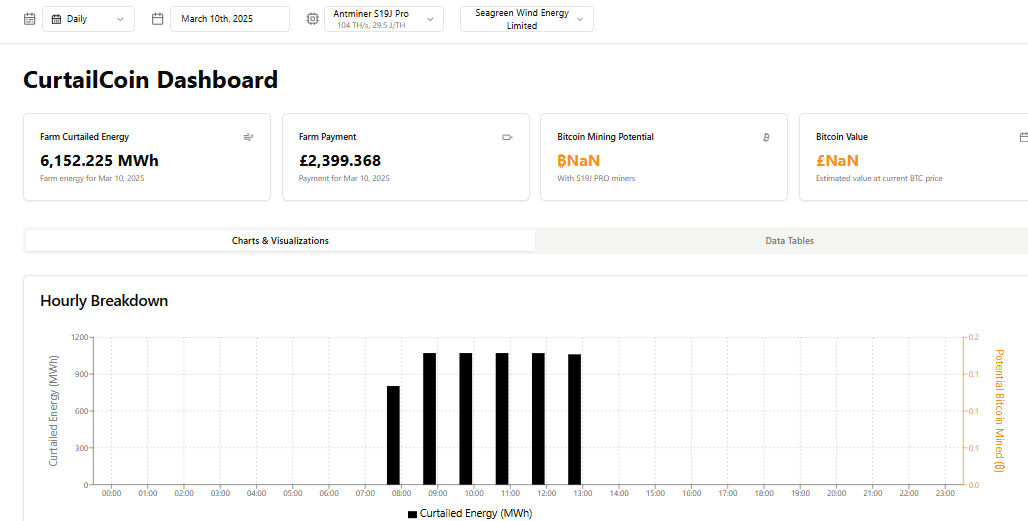 Daily
March 10th, 2025
Antminer S19J Pro
104 TH/s, 29.5 J/TH
Seagreen Wind Energy
Limited
CurtailCoin Dashboard
Farm Curtailed Energy
6,152.225 MWh
Farm energy for Mar 10, 2025
Farm Payment
£2,399.368
Payment for Mar 10, 2025
Bitcoin Mining Potential
₿NaN
With S19J PRO miners
Bitcoin Value
£NaN
Estimated value at current BTC price
Charts & Visualizations
Data Tables
Hourly Breakdown
Curtailed Energy (MWh)
1200
900
600
300
0
0.2
0.1
0.1
0.1
0.0
Potential Bitcoin Mined (₿)
00:00 01:00 02:00 03:00 04:00 05:00 06:00 07:00 08:00 09:00 10:00 11:00 12:00 13:00 14:00 15:00 16:00 17:00 18:00 19:00 20:00 21:00 22:00 23:00
Curtailed Energy (MWh)